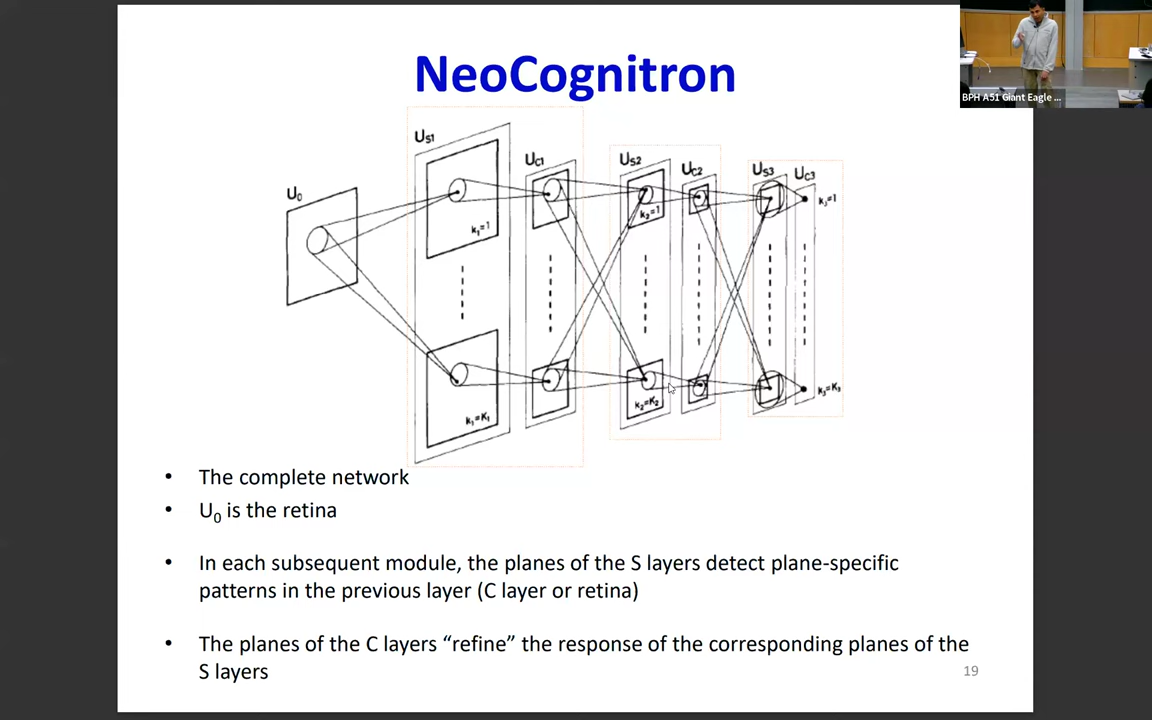 NeoCognitron
BPH A51 Giant Eagle ...
U₀
Us1
Uc1
Us2
Uc2
Us3
Uc3
k₁=1
k₂=1
k₃=1
k₁=K₁
k₂=K₂
k₃=K₃
• The complete network
• U₀ is the retina
• In each subsequent module, the planes of the S layers detect plane-specific
patterns in the previous layer (C layer or retina)
• The planes of the C layers “refine” the response of the corresponding planes of the
S layers
19